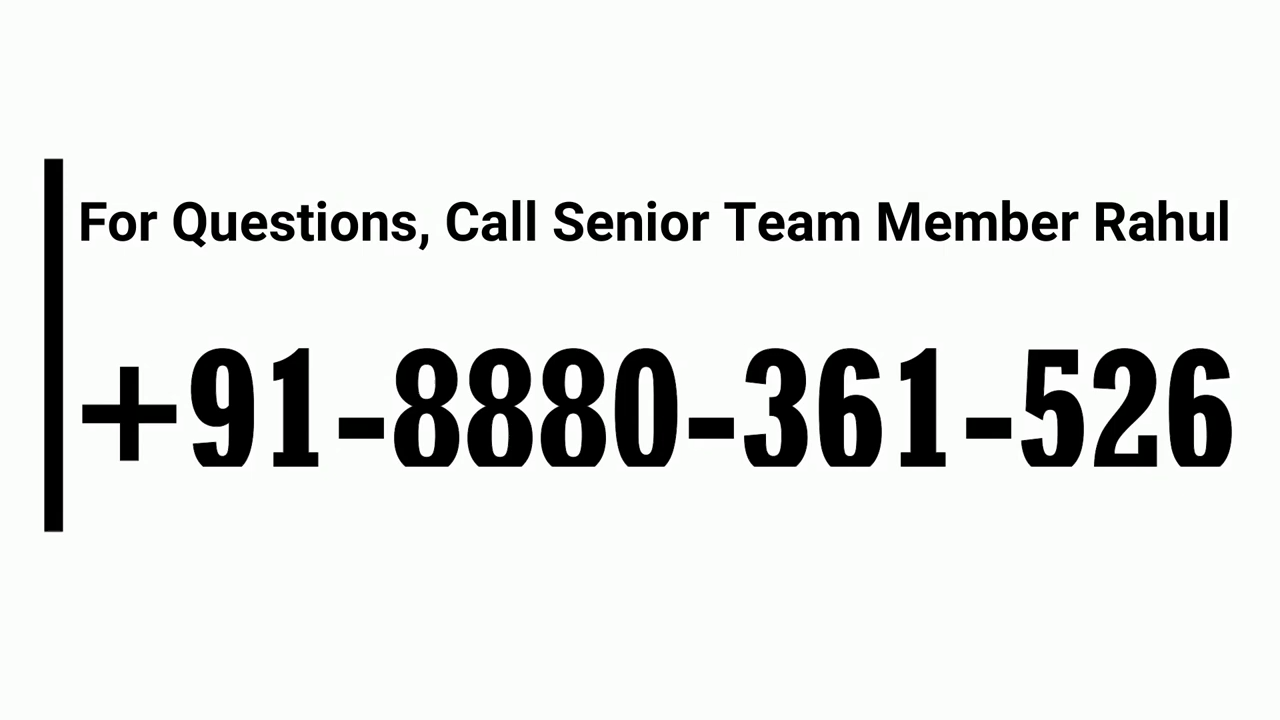 For Questions, Call Senior Team Member Rahul
+91-8880-361-526